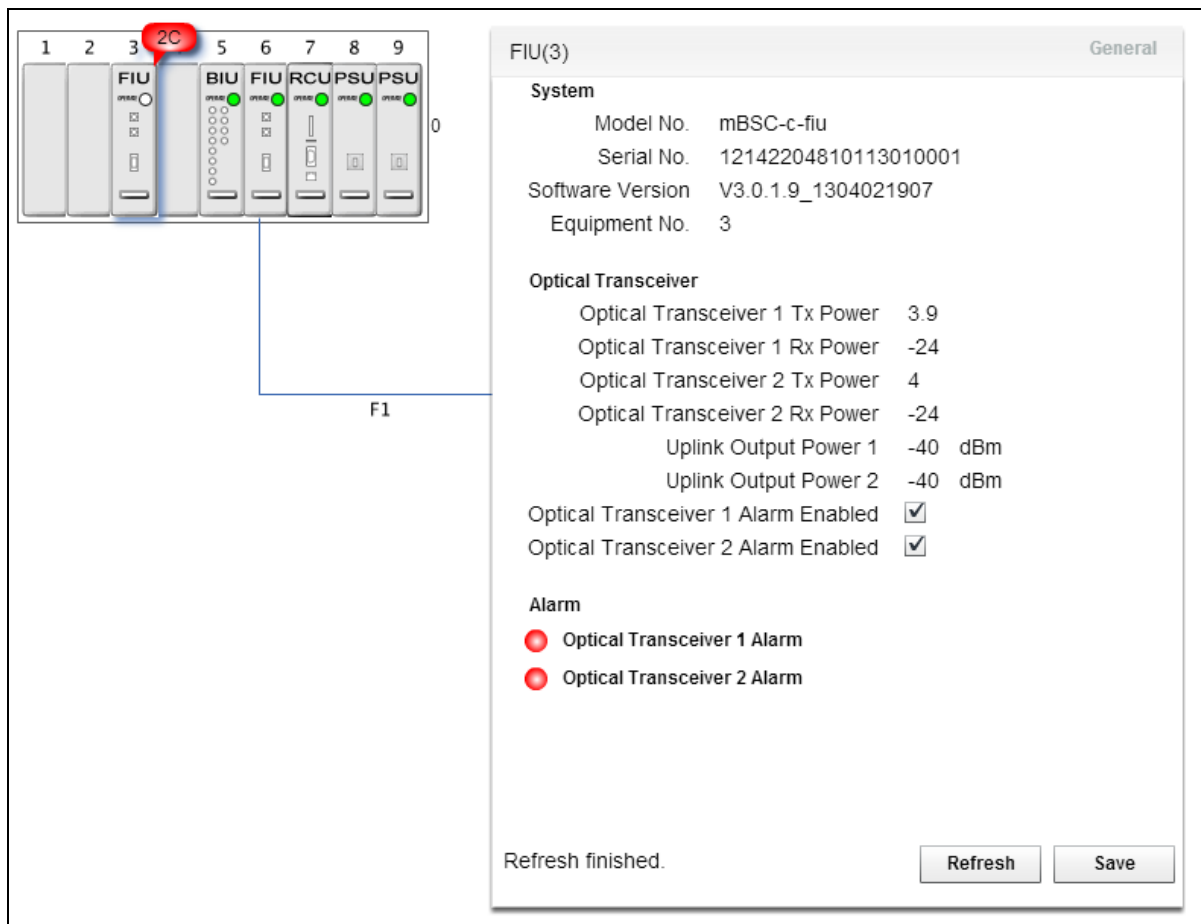 1 2 3 2C 5 6 7 8 9
FIU BIU FIU RCU PSU PSU
0
F1
FIU(3) General
System
Model No. mBSC-c-fiu
Serial No. 12142204810113010001
Software Version V3.0.1.9_1304021907
Equipment No. 3
Optical Transceiver
Optical Transceiver 1 Tx Power 3.9
Optical Transceiver 1 Rx Power -24
Optical Transceiver 2 Tx Power 4
Optical Transceiver 2 Rx Power -24
Uplink Output Power 1 -40 dBm
Uplink Output Power 2 -40 dBm
Optical Transceiver 1 Alarm Enabled
Optical Transceiver 2 Alarm Enabled
Alarm
Optical Transceiver 1 Alarm
Optical Transceiver 2 Alarm
Refresh finished. Refresh Save